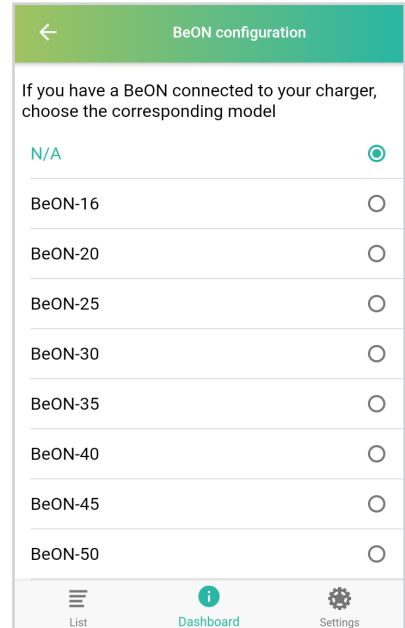 BeON configuration
If you have a BeON connected to your charger,
choose the corresponding model
N/A
BeON-16
BeON-20
BeON-25
BeON-30
BeON-35
BeON-40
BeON-45
BeON-50
List
Dashboard
Settings